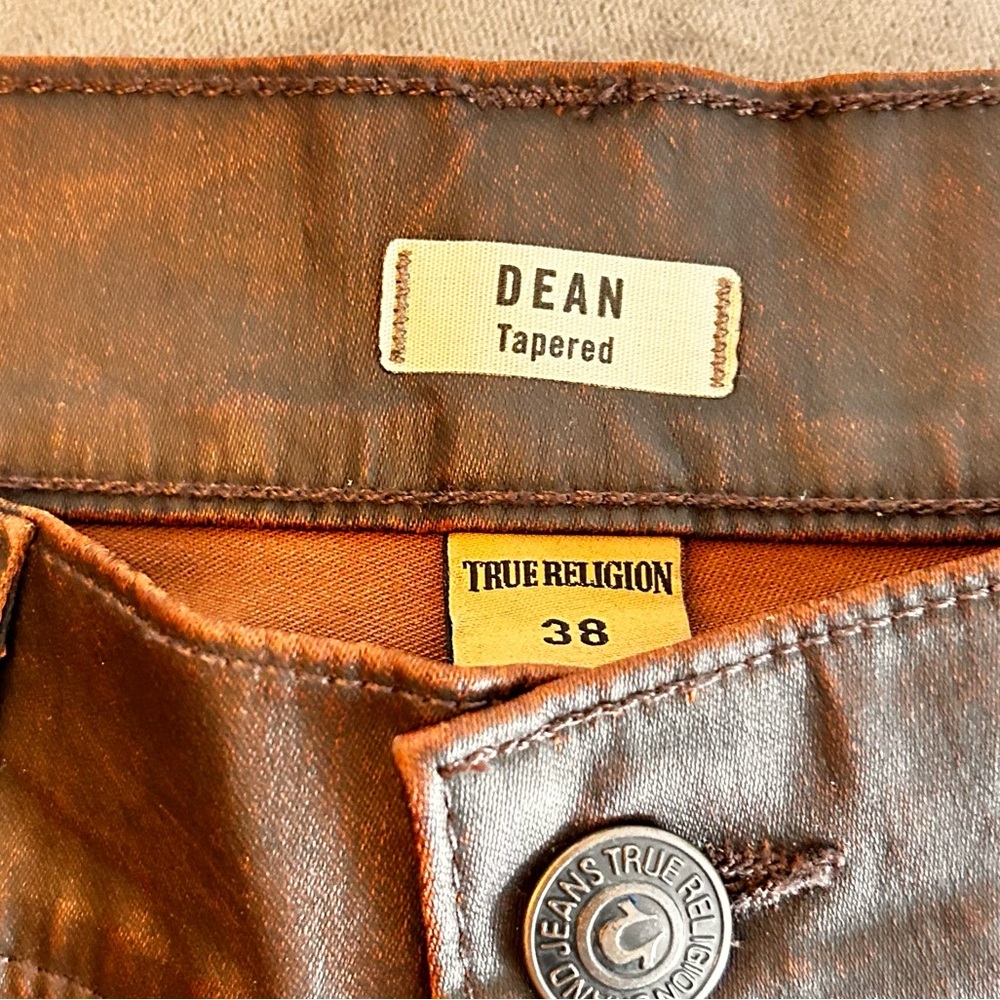 DEAN
Tapered
TRUE RELIGION
38
JEANS TRUE RELIGION